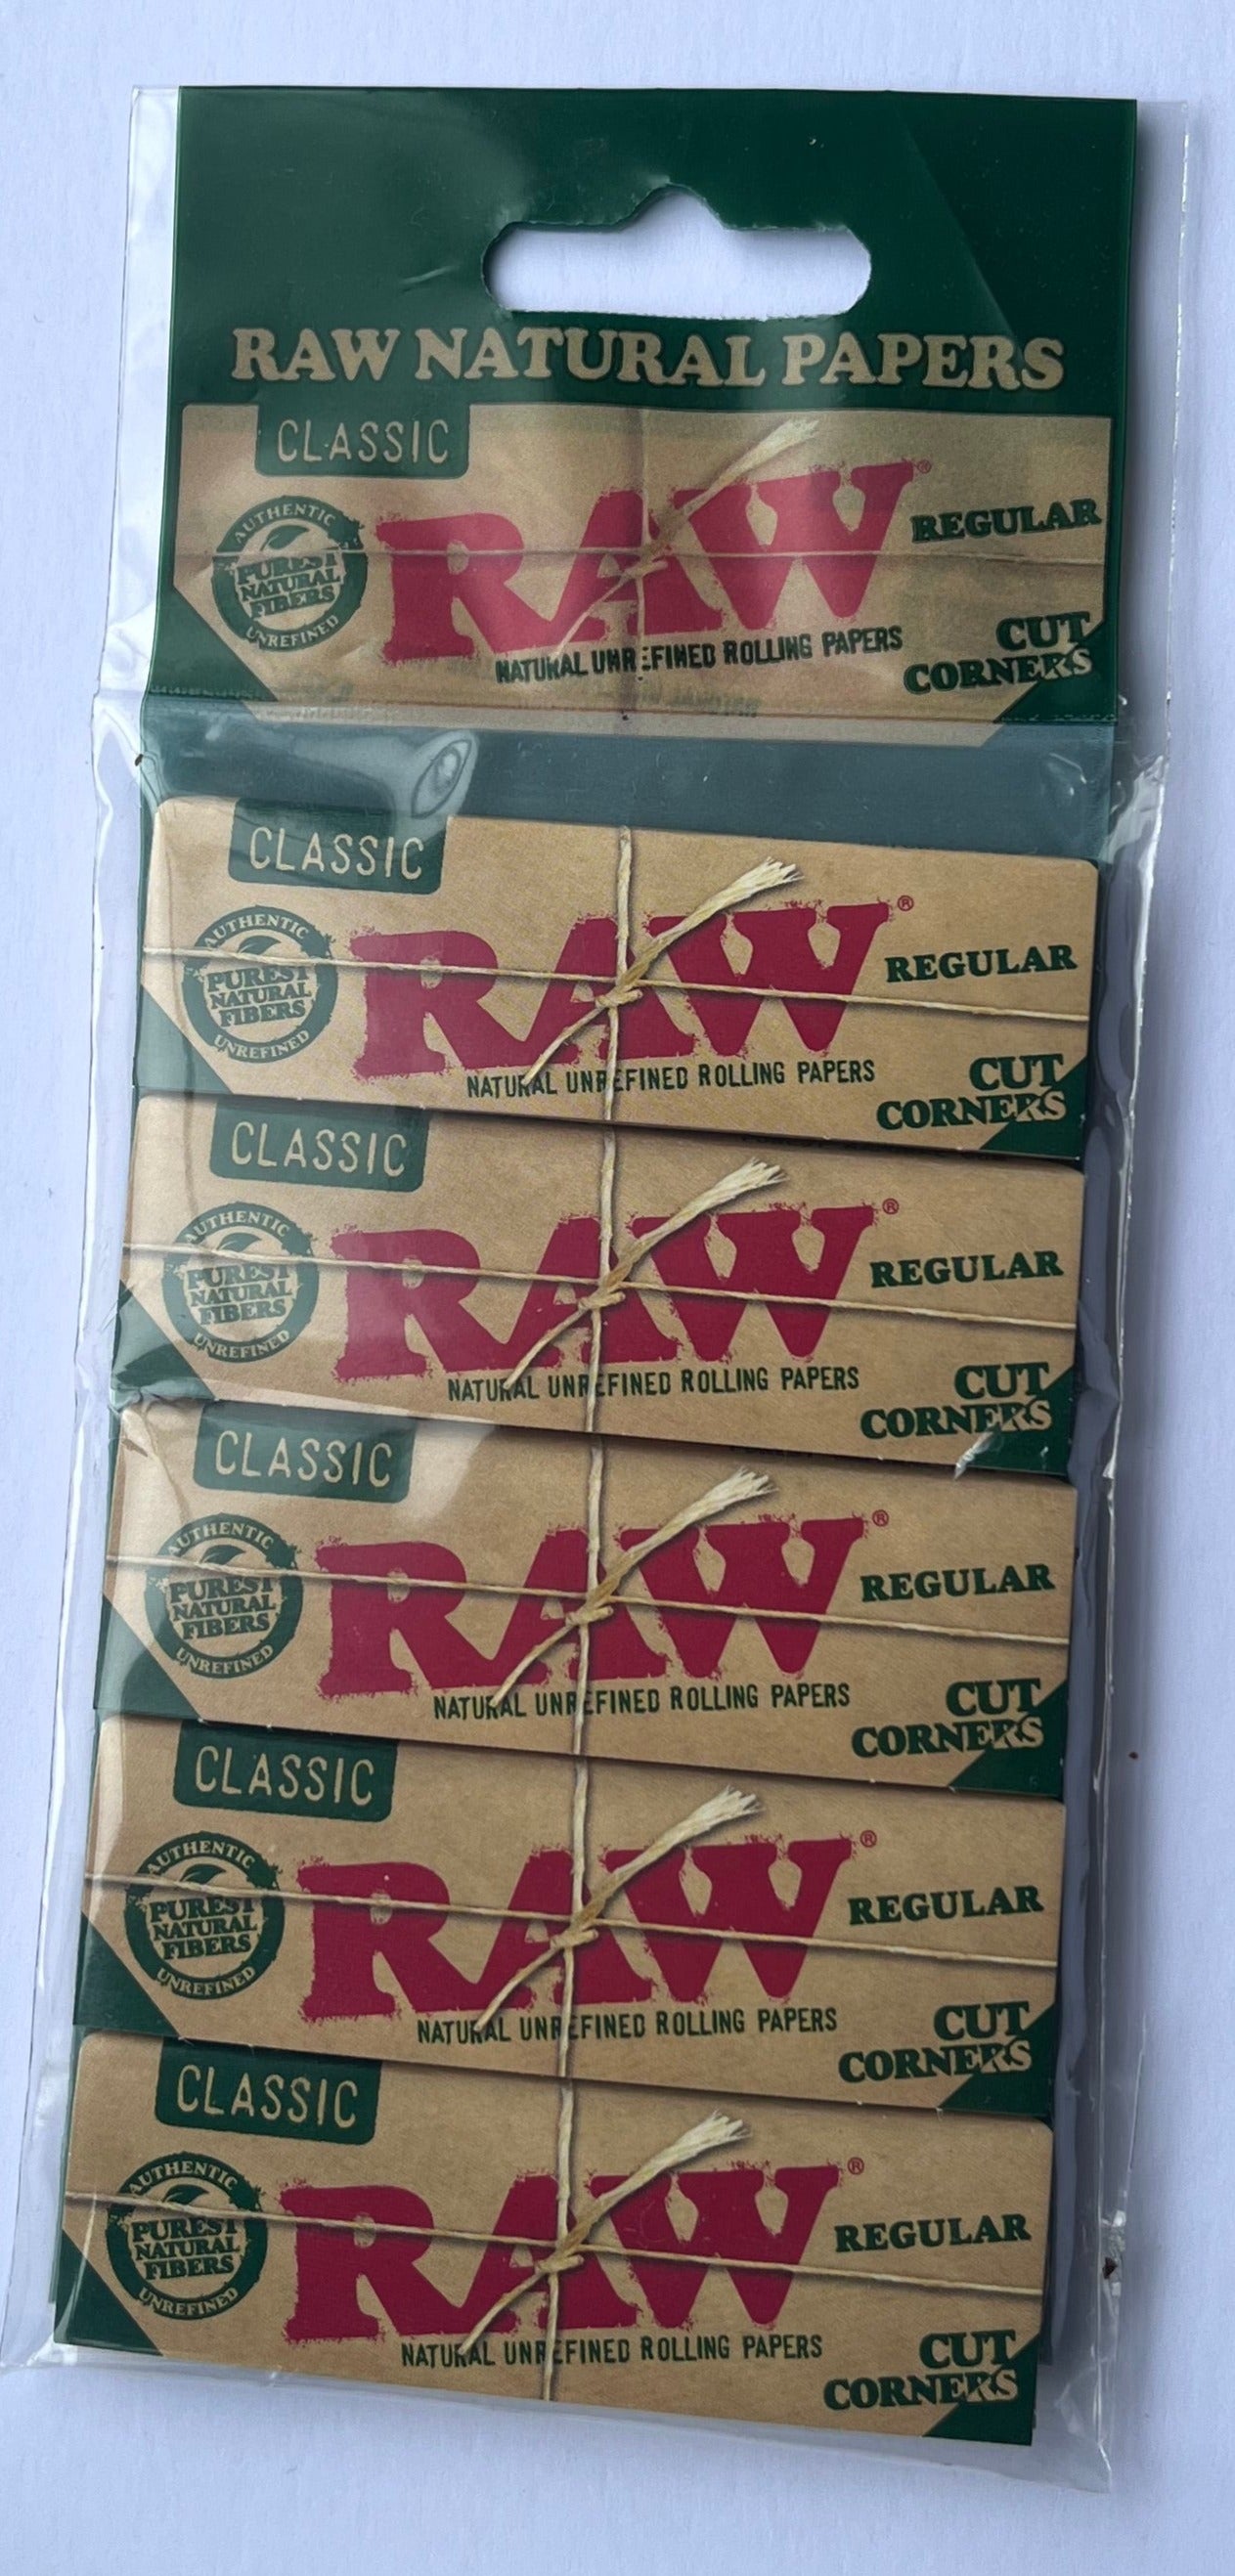 RAW NATURAL PAPERS
CLASSIC
AUTHENTIC
PUREST
NATURAL
FIBERS
UNREFINED
RAW®
REGULAR
NATURAL UNREFINED ROLLING PAPERS
CUT
CORNERS
CLASSIC
AUTHENTIC
PUREST
NATURAL
FIBERS
UNREFINED
RAW®
REGULAR
NATURAL UNREFINED ROLLING PAPERS
CUT
CORNERS
CLASSIC
AUTHENTIC
PUREST
NATURAL
FIBERS
UNREFINED
RAW®
REGULAR
NATURAL UNREFINED ROLLING PAPERS
CUT
CORNERS
CLASSIC
AUTHENTIC
PUREST
NATURAL
FIBERS
UNREFINED
RAW®
REGULAR
NATURAL UNREFINED ROLLING PAPERS
CUT
CORNERS
CLASSIC
AUTHENTIC
PUREST
NATURAL
FIBERS
UNREFINED
RAW®
REGULAR
NATURAL UNREFINED ROLLING PAPERS
CUT
CORNERS
CLASSIC
AUTHENTIC
PUREST
NATURAL
FIBERS
UNREFINED
RAW®
REGULAR
NATURAL UNREFINED ROLLING PAPERS
CUT
CORNERS